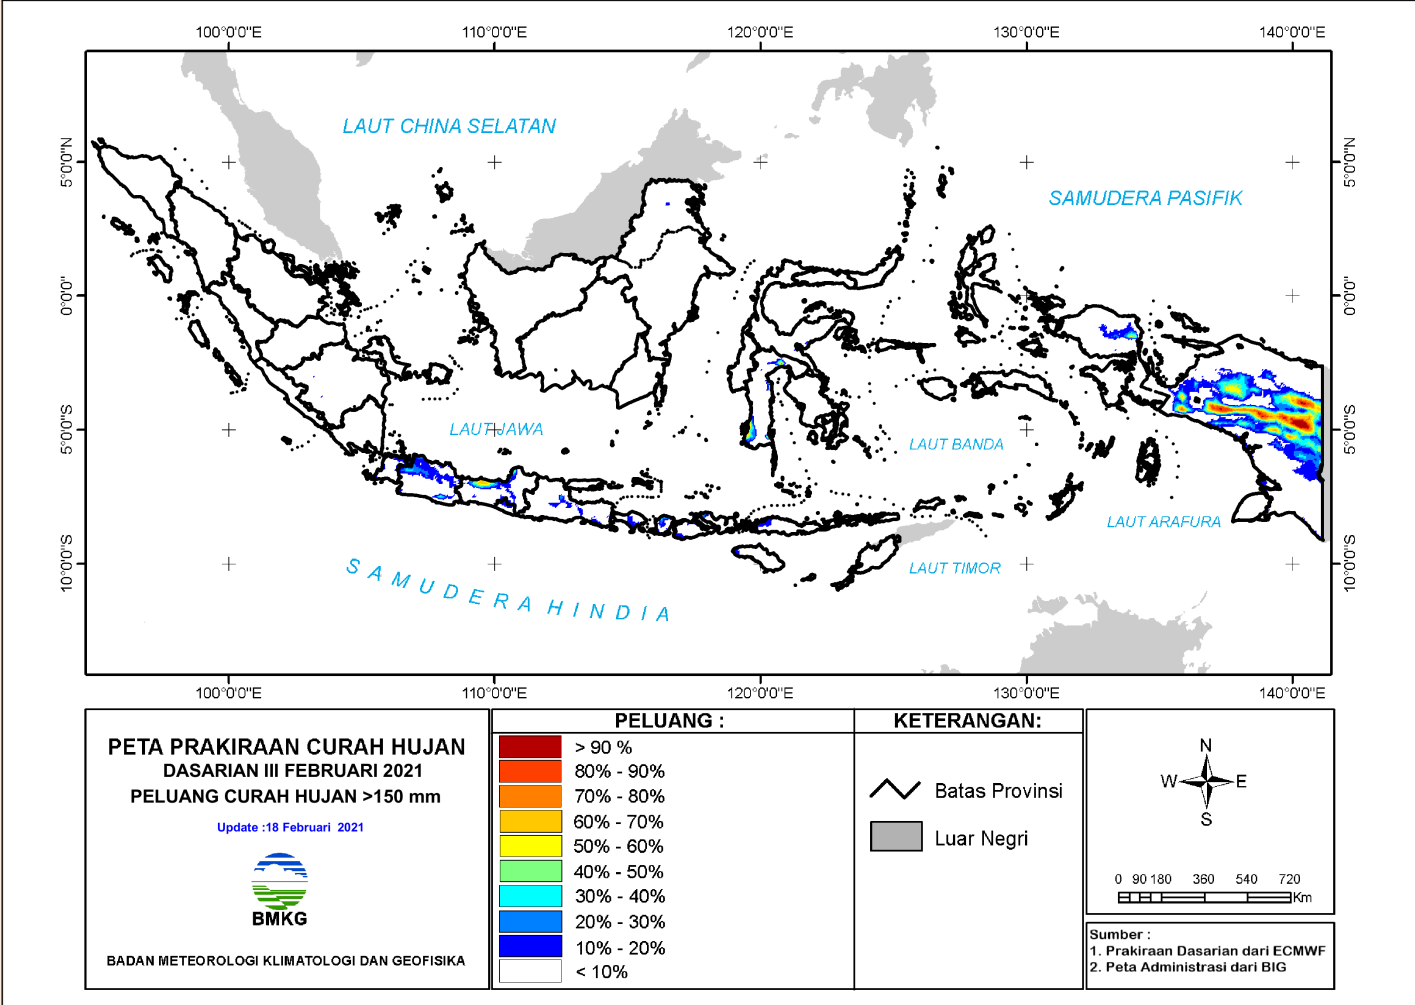 100°0'0"E 110°0'0"E 120°0'0"E 130°0'0"E 140°0'0"E
LAUT CHINA SELATAN
5°0'0"N
5°0'0"N
SAMUDERA PASIFIK
0°0'0"
0°0'0"
5°0'0"S
LAUT JAWA
LAUT BANDA
5°0'0"S
LAUT ARAFURA
10°0'0"S
SAMUDERA HINDIA
LAUT TIMOR
10°0'0"S
100°0'0"E 110°0'0"E 120°0'0"E 130°0'0"E 140°0'0"E
PETA PRAKIRAAN CURAH HUJAN
DASARIAN III FEBRUARI 2021
PELUANG CURAH HUJAN >150 mm
Update :18 Februari 2021
BMKG
BADAN METEOROLOGI KLIMATOLOGI DAN GEOFISIKA
PELUANG :
> 90 %
80% - 90%
70% - 80%
60% - 70%
50% - 60%
40% - 50%
30% - 40%
20% - 30%
10% - 20%
< 10%
KETERANGAN:
Batas Provinsi
Luar Negri
N
W E
S
0 90 180 360 540 720
Km
Sumber :
1. Prakiraan Dasarian dari ECMWF
2. Peta Administrasi dari BIG